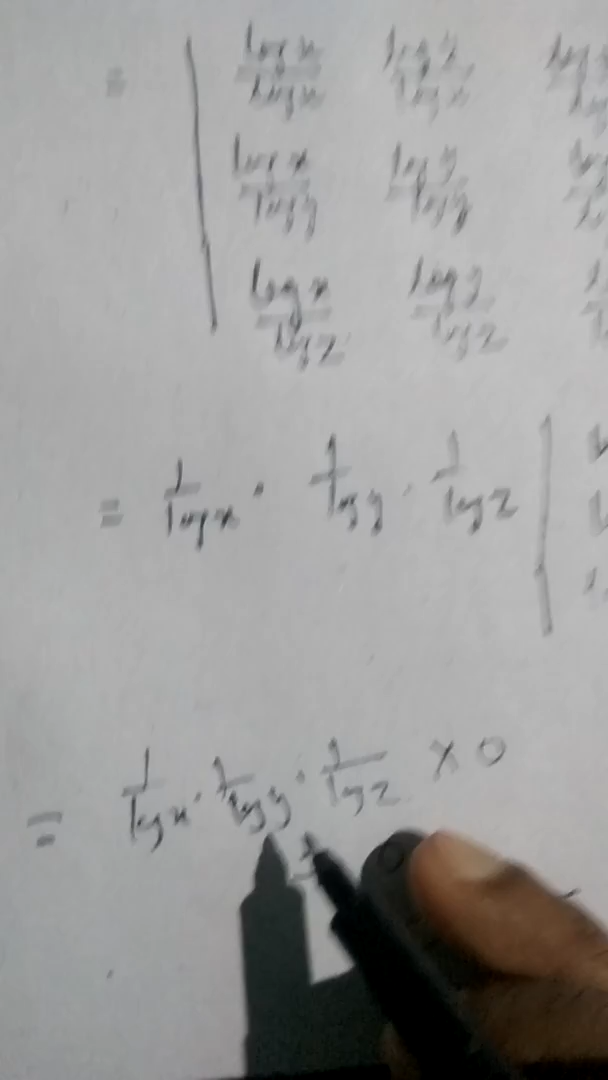 = | log x/log x log y/log x
log x/log y log y/log y
log x/log z log y/log z
= 1/log x · 1/log y · 1/log z |
= 1/log x · 1/log y · 1/log z × 0